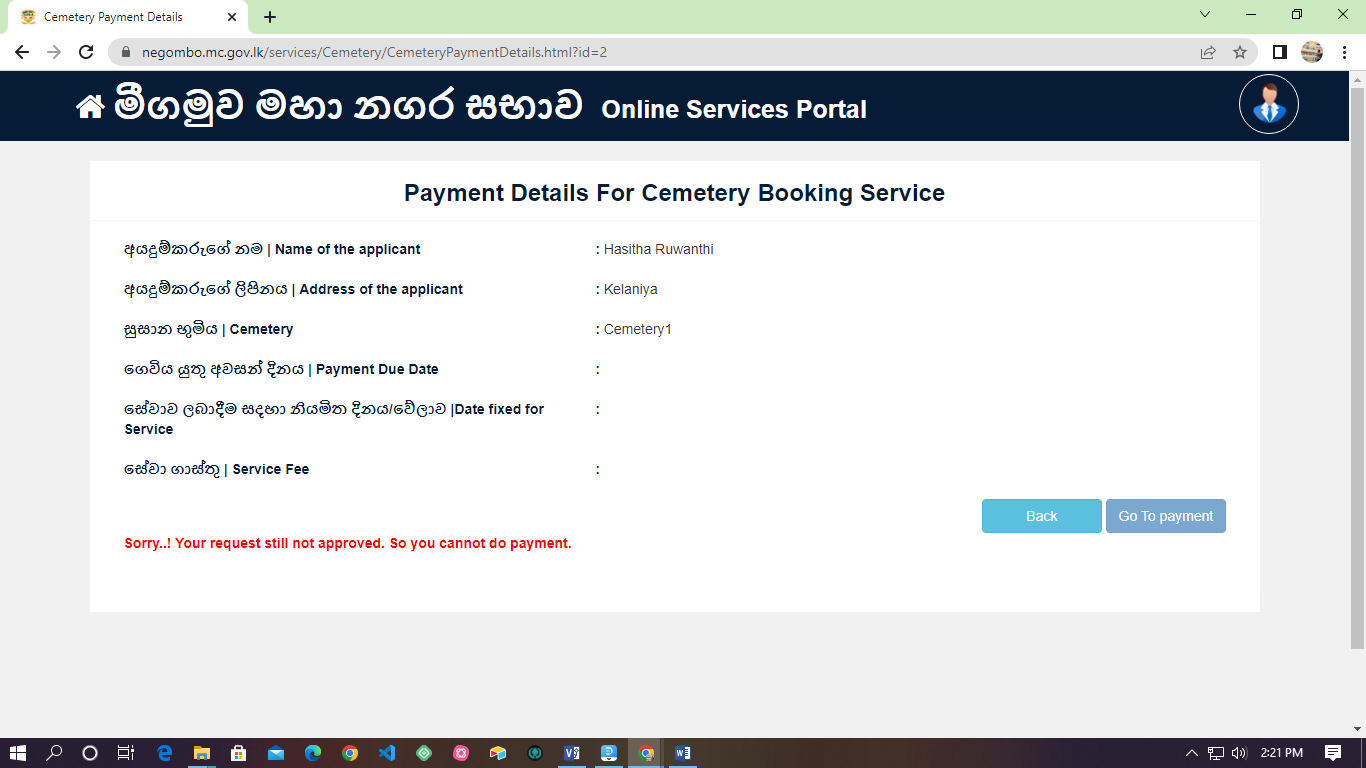 Cemetery Payment Details
negombo.mc.gov.lk/services/Cemetery/CemeteryPaymentDetails.html?id=2
මීගමුව මහා නගර සභාව Online Services Portal
Payment Details For Cemetery Booking Service
අයදුම්කරුගේ නම | Name of the applicant : Hasitha Ruwanthi
අයදුම්කරුගේ ලිපිනය | Address of the applicant : Kelaniya
සුසාන භුමිය | Cemetery : Cemetery1
ගෙවිය යුතු අවසන් දිනය | Payment Due Date :
සේවාව ලබාදීම සදහා නියමිත දිනය/වේලාව |Date fixed for :
Service
සේවා ගාස්තු | Service Fee :
Back Go To payment
Sorry..! Your request still not approved. So you cannot do payment.
2:21 PM